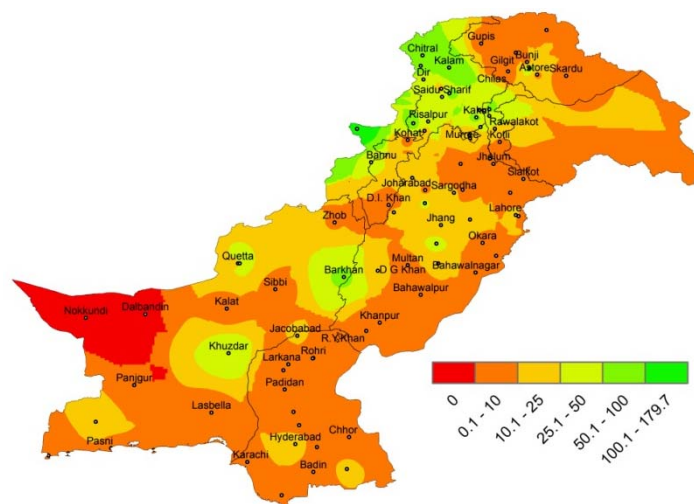 Chitral
Gupis
Kalam
Gilgit
Bunji
Dir
Chilas
Astore
Skardu
Saidu Sharif
Risalpur
Rawalakot
Kohat
Kotli
Bannu
Jhalum
Joharabad
Sargodha
Sialkot
D.I. Khan
Zhob
Jhang
Lahore
Okara
Quetta
Multan
Barkhan
D G Khan
Bahawalnagar
Sibbi
Bahawalpur
Nokkundi
Dalbandin
Kalat
Khanpur
Jacobabad
R.Y.Khan
Khuzdar
Rohri
Larkana
Panjgur
Padidan
Lasbella
Pasni
Hyderabad
Chhor
Karachi
Badin
0
0.1 - 10
10.1 - 25
25.1 - 50
50.1 - 100
100.1 - 179.7